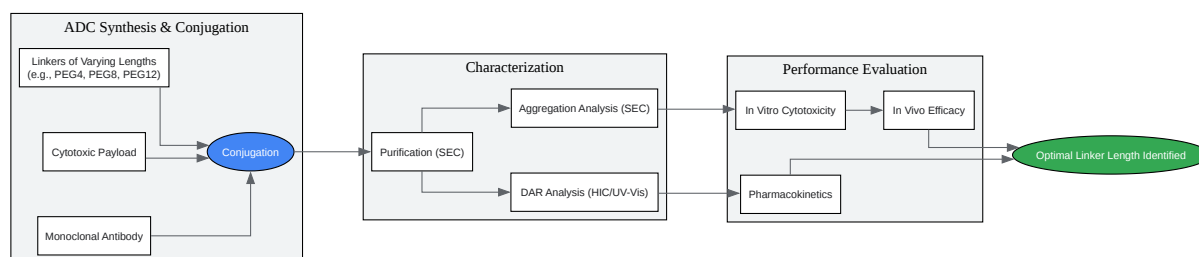 ADC Synthesis & Conjugation
Linkers of Varying Lengths
(e.g., PEG4, PEG8, PEG12)
Cytotoxic Payload
Conjugation
Monoclonal Antibody
Characterization
Aggregation Analysis (SEC)
Purification (SEC)
DAR Analysis (HIC/UV-Vis)
Performance Evaluation
In Vitro Cytotoxicity
In Vivo Efficacy
Pharmacokinetics
Optimal Linker Length Identified